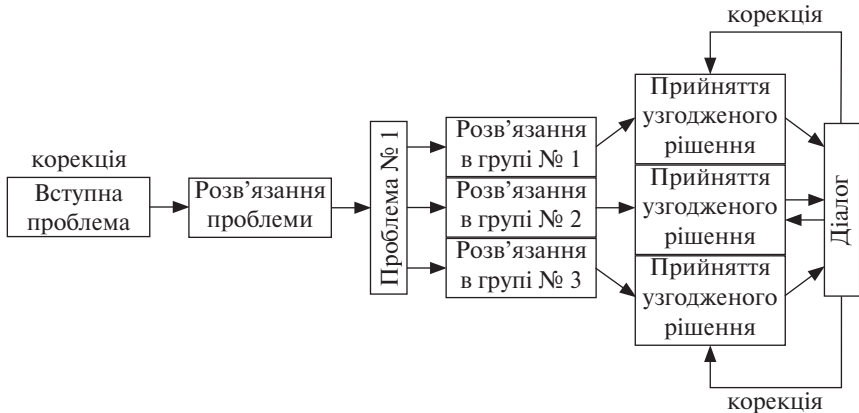 корекція
Вступна
проблема
Розв'язання
проблеми
Проблема № 1
Розв'язання
в групі № 1
Розв'язання
в групі № 2
Розв'язання
в групі № 3
корекція
Прийняття
узгодженого
рішення
Прийняття
узгодженого
рішення
Прийняття
узгодженого
рішення
Діалог
корекція